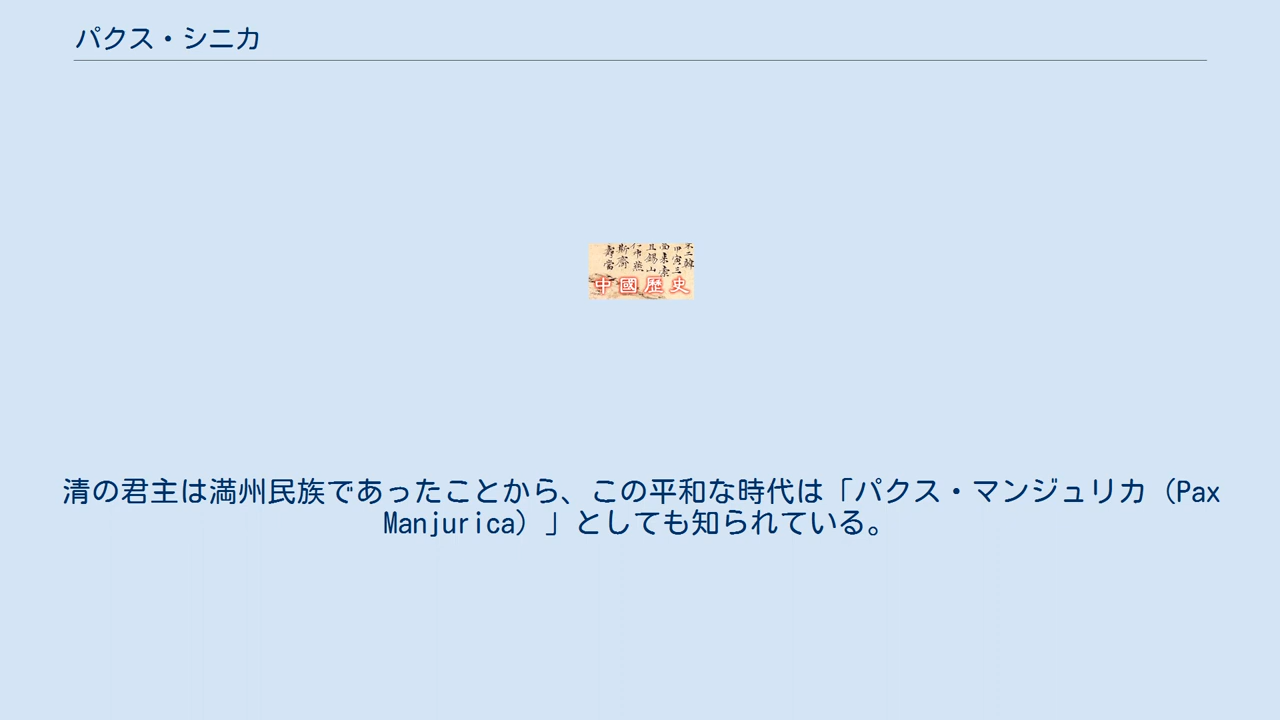 パクス・シニカ
中國歷史
清の君主は満州民族であったことから、この平和な時代は「パクス・マンジュリカ（Pax
Manjurica）」としても知られている。